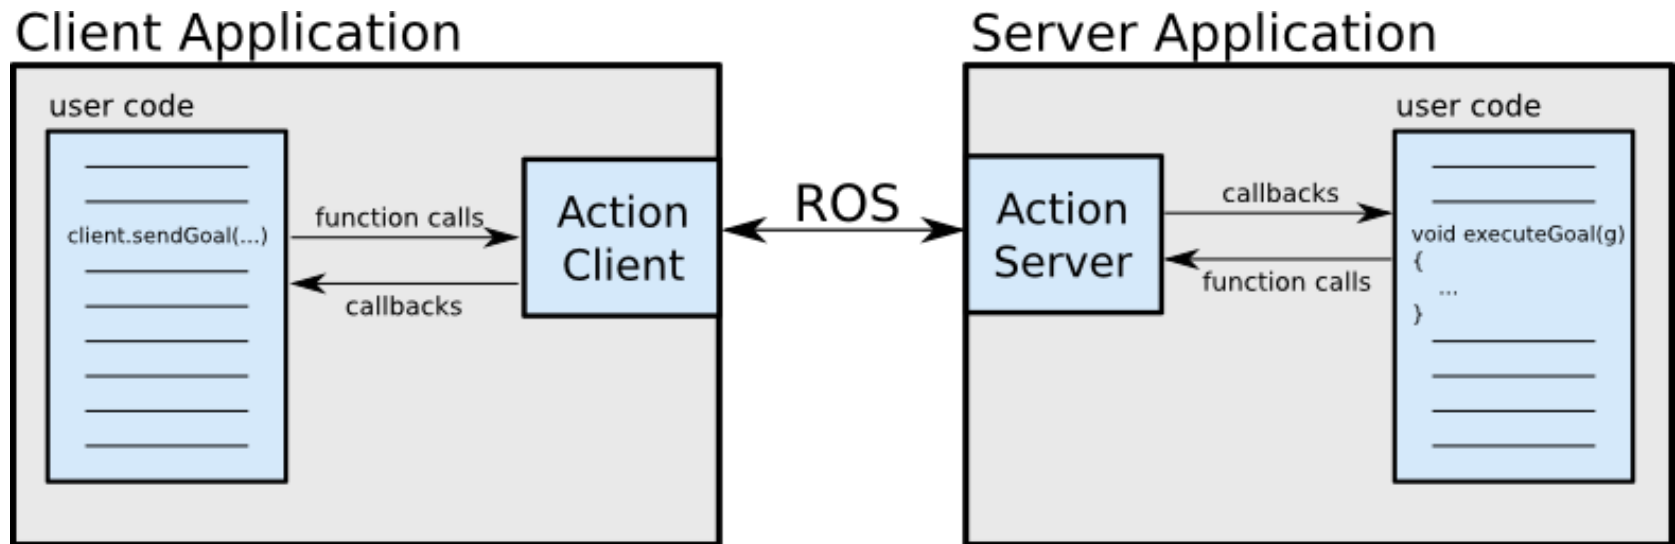 Client Application
user code
client.sendGoal(...)
function calls
callbacks
Action
Client
ROS
Server Application
Action
Server
callbacks
function calls
user code
void executeGoal(g)
{
...
}